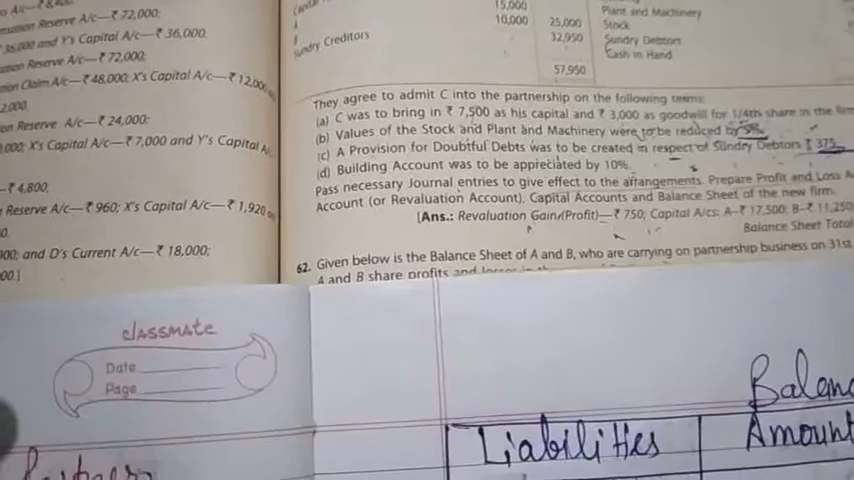 Reserve A/c—₹ 72,000;
36,000 and Y's Capital A/c—₹ 36,000.
Reserve A/c—₹ 72,000;
Claim A/c—₹ 48,000; X's Capital A/c—₹ 12,000
2,000.
Reserve A/c—₹ 24,000;
000; X's Capital A/c—₹ 7,000 and Y's Capital A
—₹ 4,800,
Reserve A/c—₹ 960; X's Capital A/c—₹ 1,920
00; and D's Current A/c—₹ 18,000;
00.]
15,000 Plant and Machinery
10,000 25,000 Stock
Sundry Creditors 32,950 Sundry Debtors
Cash in Hand
57,950
They agree to admit C into the partnership on the following terms:
(a) C was to bring in ₹ 7,500 as his capital and ₹ 3,000 as goodwill for 1/4th share in the firm
(b) Values of the Stock and Plant and Machinery were to be reduced by 5%.
(c) A Provision for Doubtful Debts was to be created in respect of Sundry Debtors ₹ 375.
(d) Building Account was to be appreciated by 10%.
Pass necessary Journal entries to give effect to the arrangements. Prepare Profit and Loss A
Account (or Revaluation Account), Capital Accounts and Balance Sheet of the new firm.
[Ans.: Revaluation Gain/(Profit)—₹ 750; Capital A/cs: A–₹ 17,500; B–₹ 11,250
Balance Sheet Total
62. Given below is the Balance Sheet of A and B, who are carrying on partnership business on 31st
A and B share profits and losses in
classmate
Date
Page
Balan
Liabilities Amount